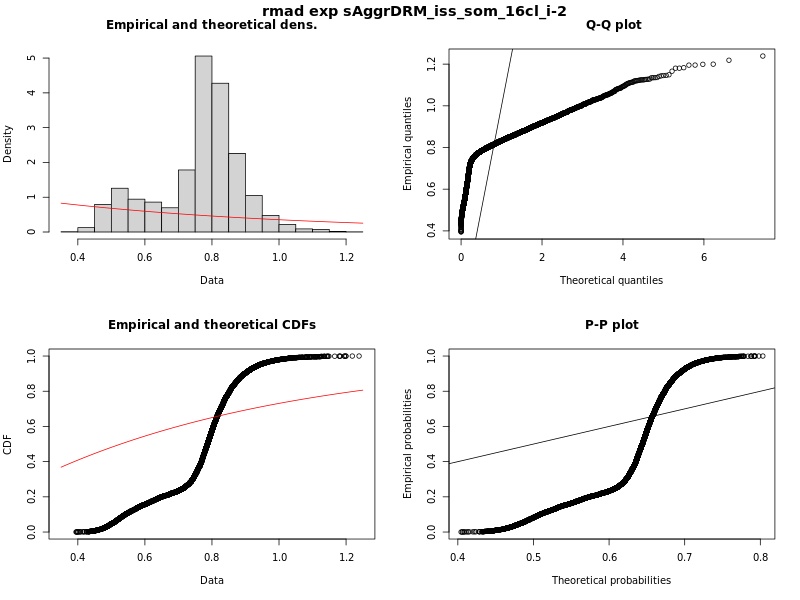 rmad exp sAggrDRM_iss_som_16cl_i-2
Empirical and theoretical dens.
Density
0 1 2 3 4 5
0.4 0.6 0.8 1.0 1.2
Data
Q-Q plot
Empirical quantiles
0.4 0.6 0.8 1.0 1.2
0 2 4 6
Theoretical quantiles
Empirical and theoretical CDFs
CDF
0.0 0.2 0.4 0.6 0.8 1.0
0.4 0.6 0.8 1.0 1.2
Data
P-P plot
Empirical probabilities
0.0 0.2 0.4 0.6 0.8 1.0
0.4 0.5 0.6 0.7 0.8
Theoretical probabilities